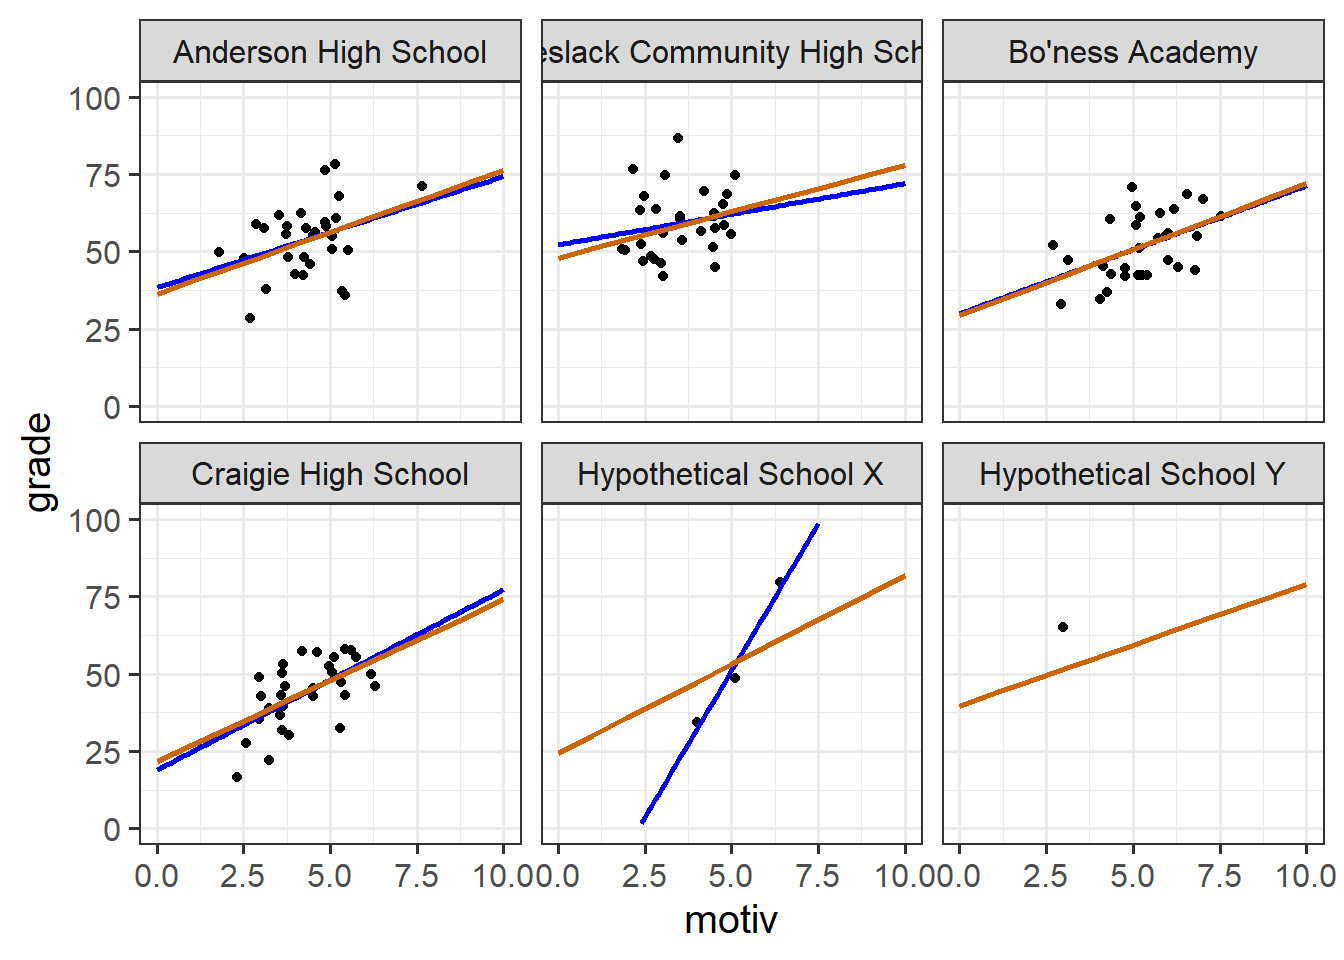 Anderson High School
eslack Community High Sch
Bo'ness Academy
100
75
50
25
0
grade
Craigie High School
Hypothetical School X
Hypothetical School Y
100
75
50
25
0
0.0 2.5 5.0 7.5 10.0
0.0 2.5 5.0 7.5 10.0
0.0 2.5 5.0 7.5 10.0
motiv